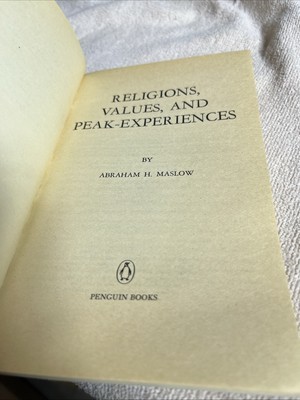 RELIGIONS,
VALUES, AND
PEAK-EXPERIENCES
BY
ABRAHAM H. MASLOW
PENGUIN BOOKS